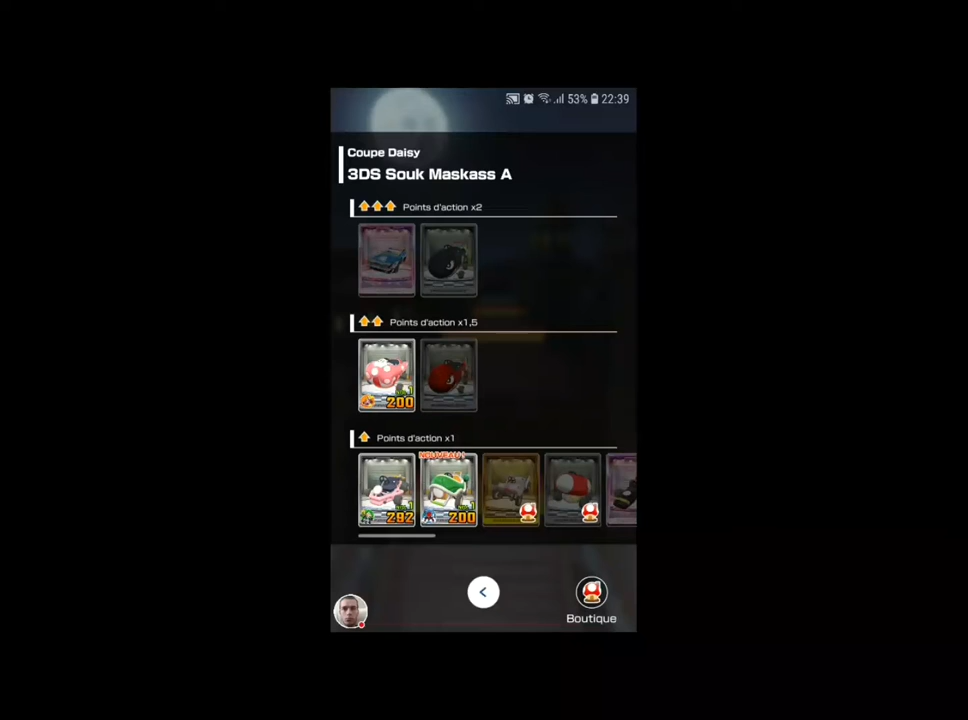 53% 22:39
Coupe Daisy
3DS Souk Maskass A
Points d'action x2
Points d'action x1,5
200
Points d'action x1
NOUVEAU !
292
200
Boutique